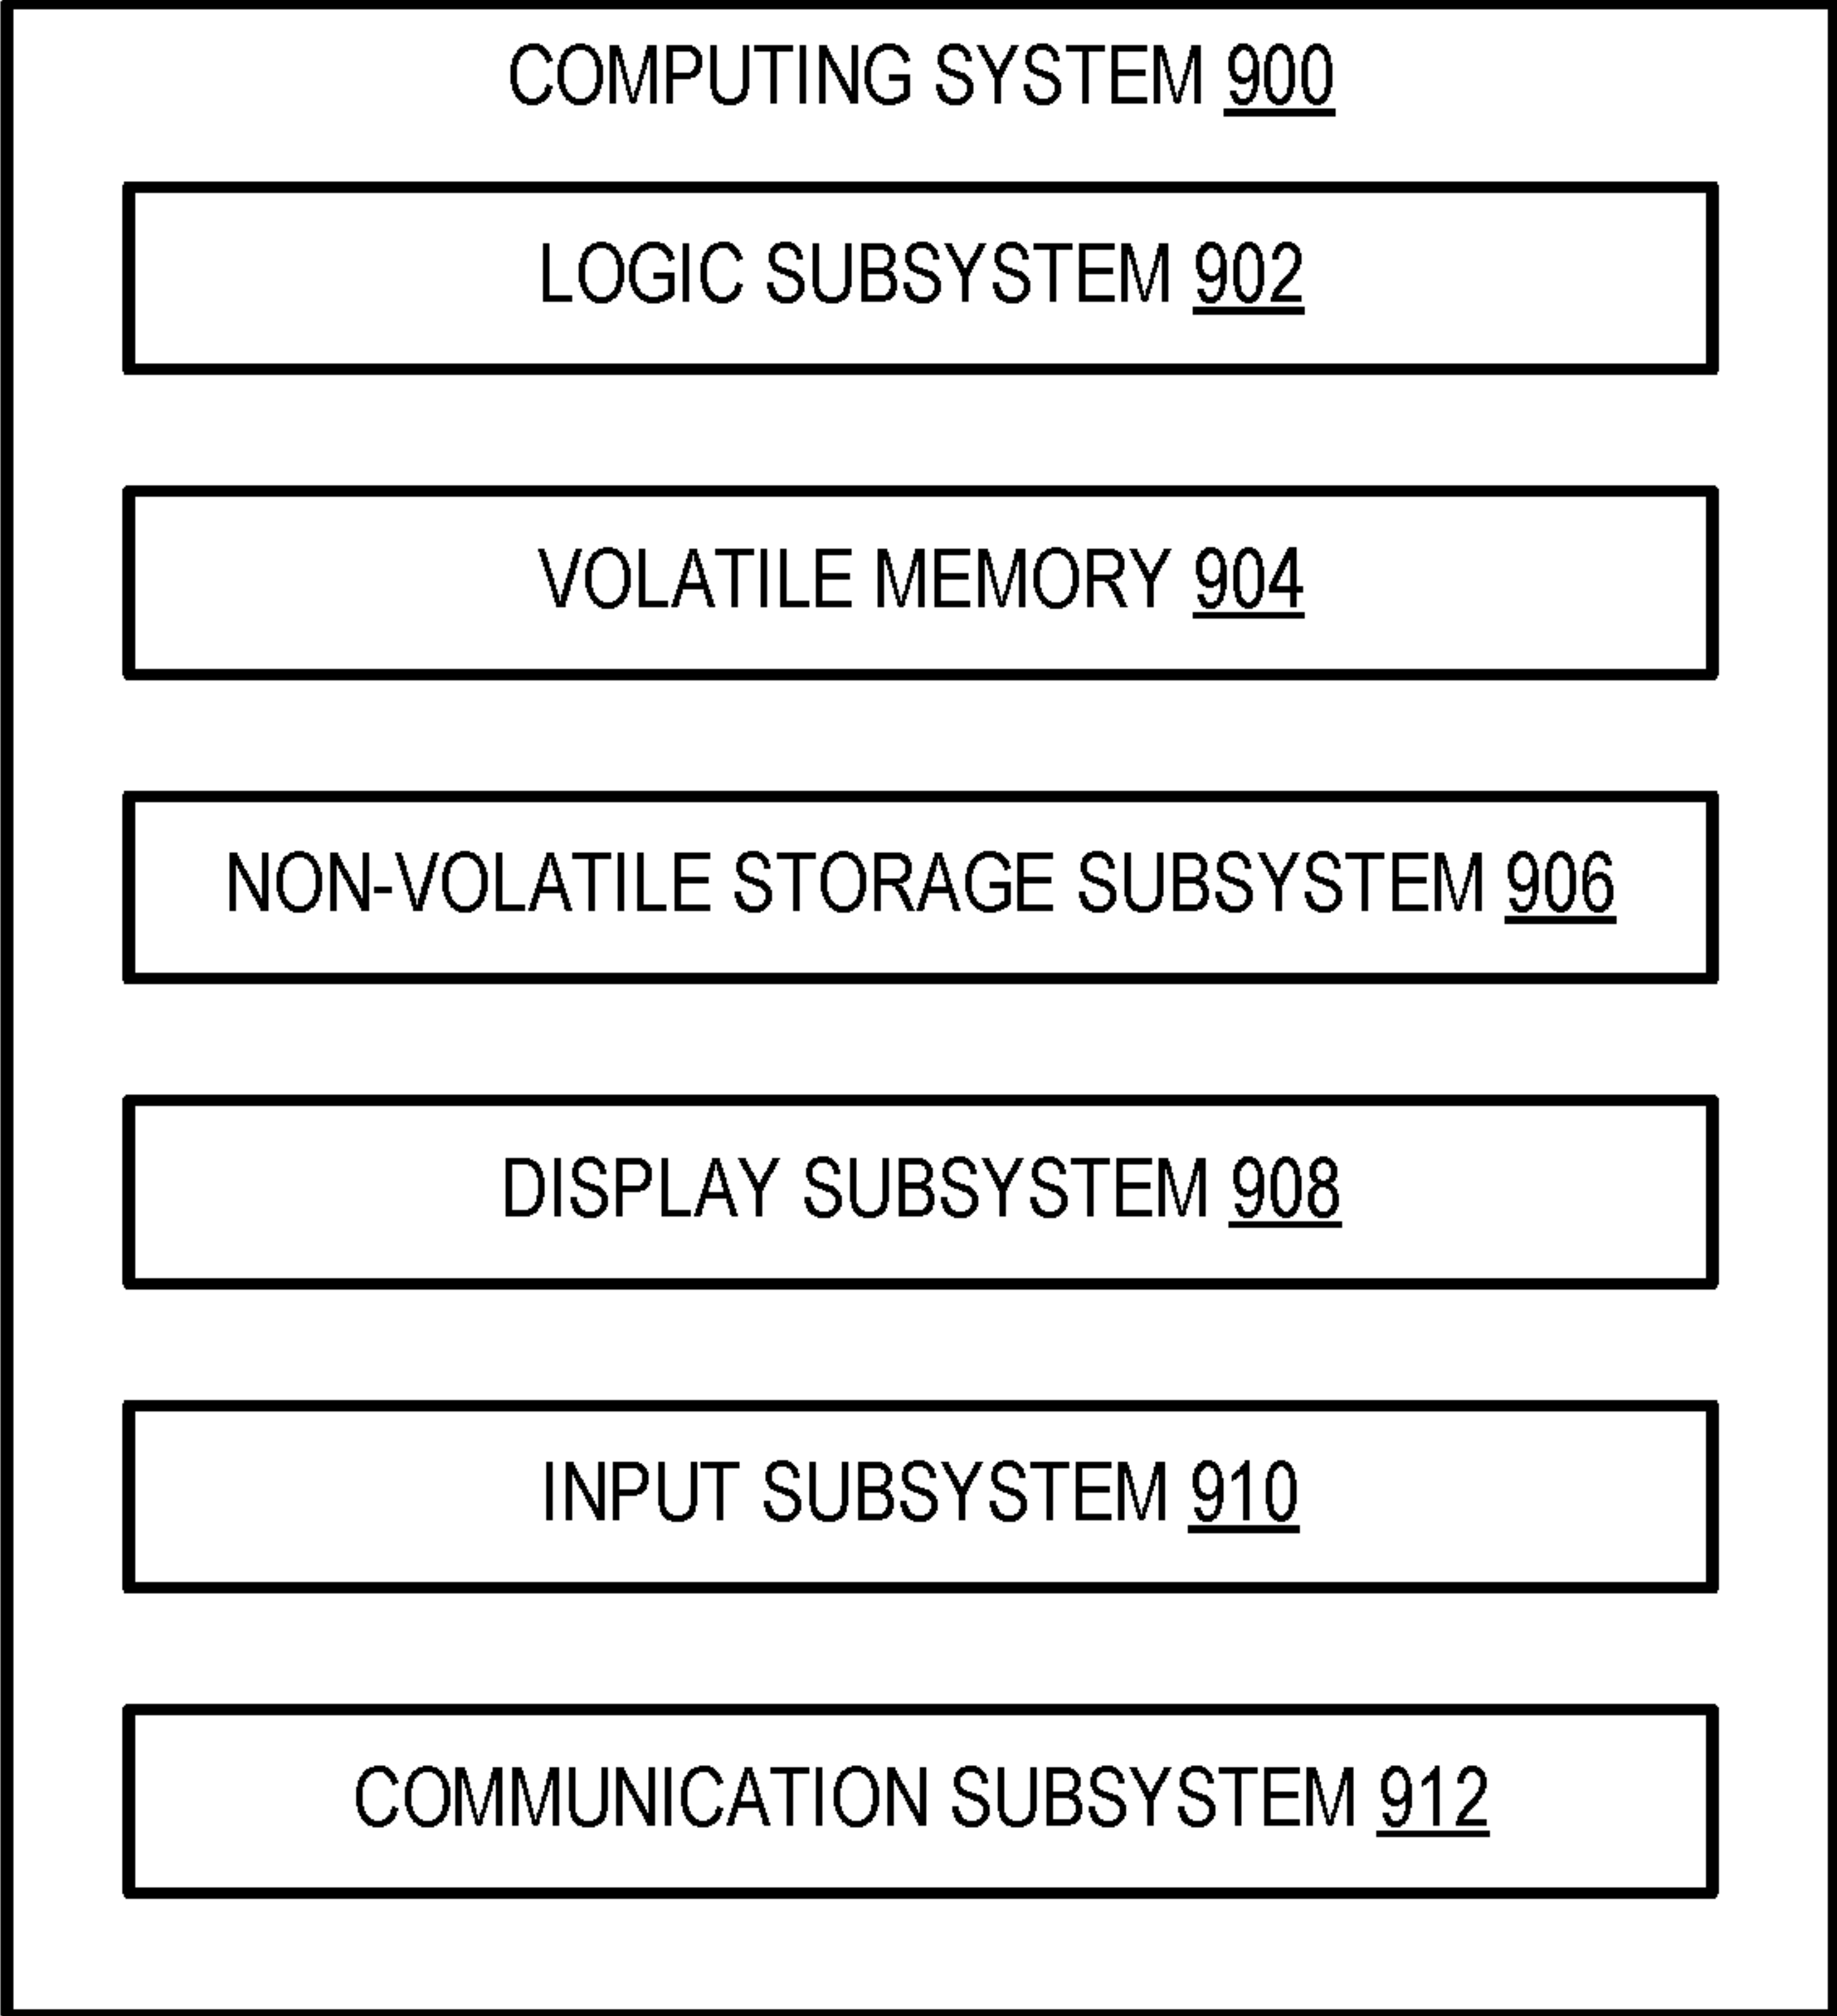 COMPUTING SYSTEM 900
LOGIC SUBSYSTEM 902
VOLATILE MEMORY 904
NON-VOLATILE STORAGE SUBSYSTEM 906
DISPLAY SUBSYSTEM 908
INPUT SUBSYSTEM 910
COMMUNICATION SUBSYSTEM 912